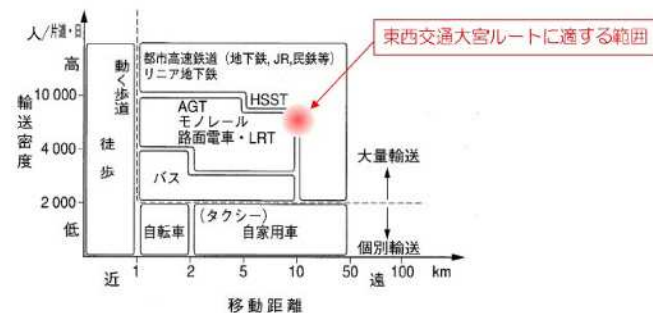 人/片道・日
東西交通大宮ルートに適する範囲
高
輸送密度
低
10 000
4 000
2 000
動く歩道
徒歩
都市高速鉄道（地下鉄, JR,民鉄等）
リニア地下鉄
HSST
AGT
モノレール
路面電車・LRT
バス
大量輸送
(タクシー)
自転車
自家用車
個別輸送
1 2 5 10 50 100 km
近
遠
移動距離